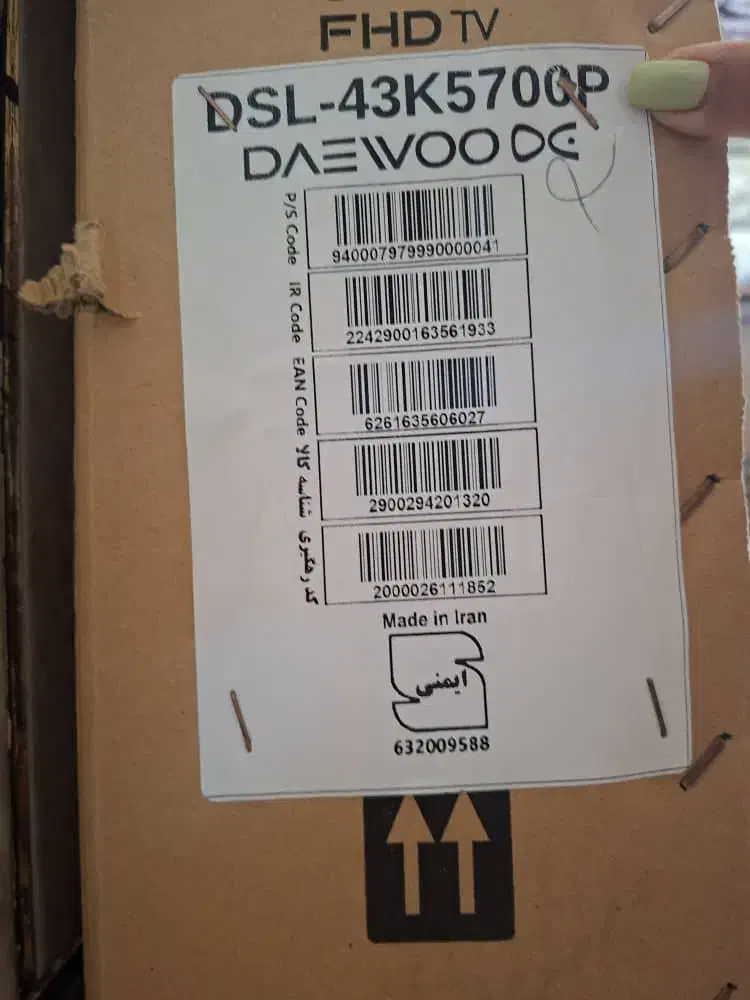 FHD TV
DSL-43K5700P
DAEWOO
P/S Code
940007979990000041
IR Code
2242900163561933
EAN Code
6261635606027
شناسه کالا
2900294201320
کد رهگیری
2000026111852
Made in Iran
ایمنی
632009588